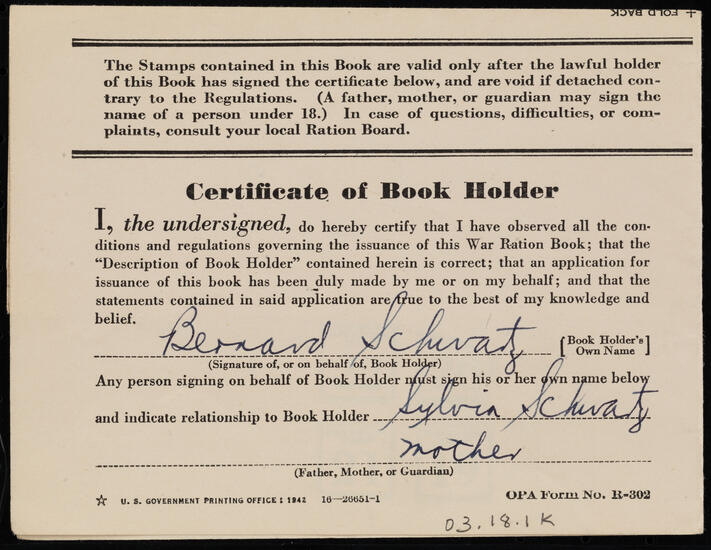 + FOLD BACK
The Stamps contained in this Book are valid only after the lawful holder
of this Book has signed the certificate below, and are void if detached con-
trary to the Regulations. (A father, mother, or guardian may sign the
name of a person under 18.) In case of questions, difficulties, or com-
plaints, consult your local Ration Board.
Certificate of Book Holder
I, the undersigned, do hereby certify that I have observed all the con-
ditions and regulations governing the issuance of this War Ration Book; that the
“Description of Book Holder” contained herein is correct; that an application for
issuance of this book has been duly made by me or on my behalf; and that the
statements contained in said application are true to the best of my knowledge and
belief.
Bernard Schwatz [Book Holder's
Own Name]
(Signature of, or on behalf of, Book Holder)
Any person signing on behalf of Book Holder must sign his or her own name below
and indicate relationship to Book Holder Sylvia Schwatz
mother
(Father, Mother, or Guardian)
☆ U. S. GOVERNMENT PRINTING OFFICE : 1942 16—26651-1 OPA Form No. R-302
03.18.1K